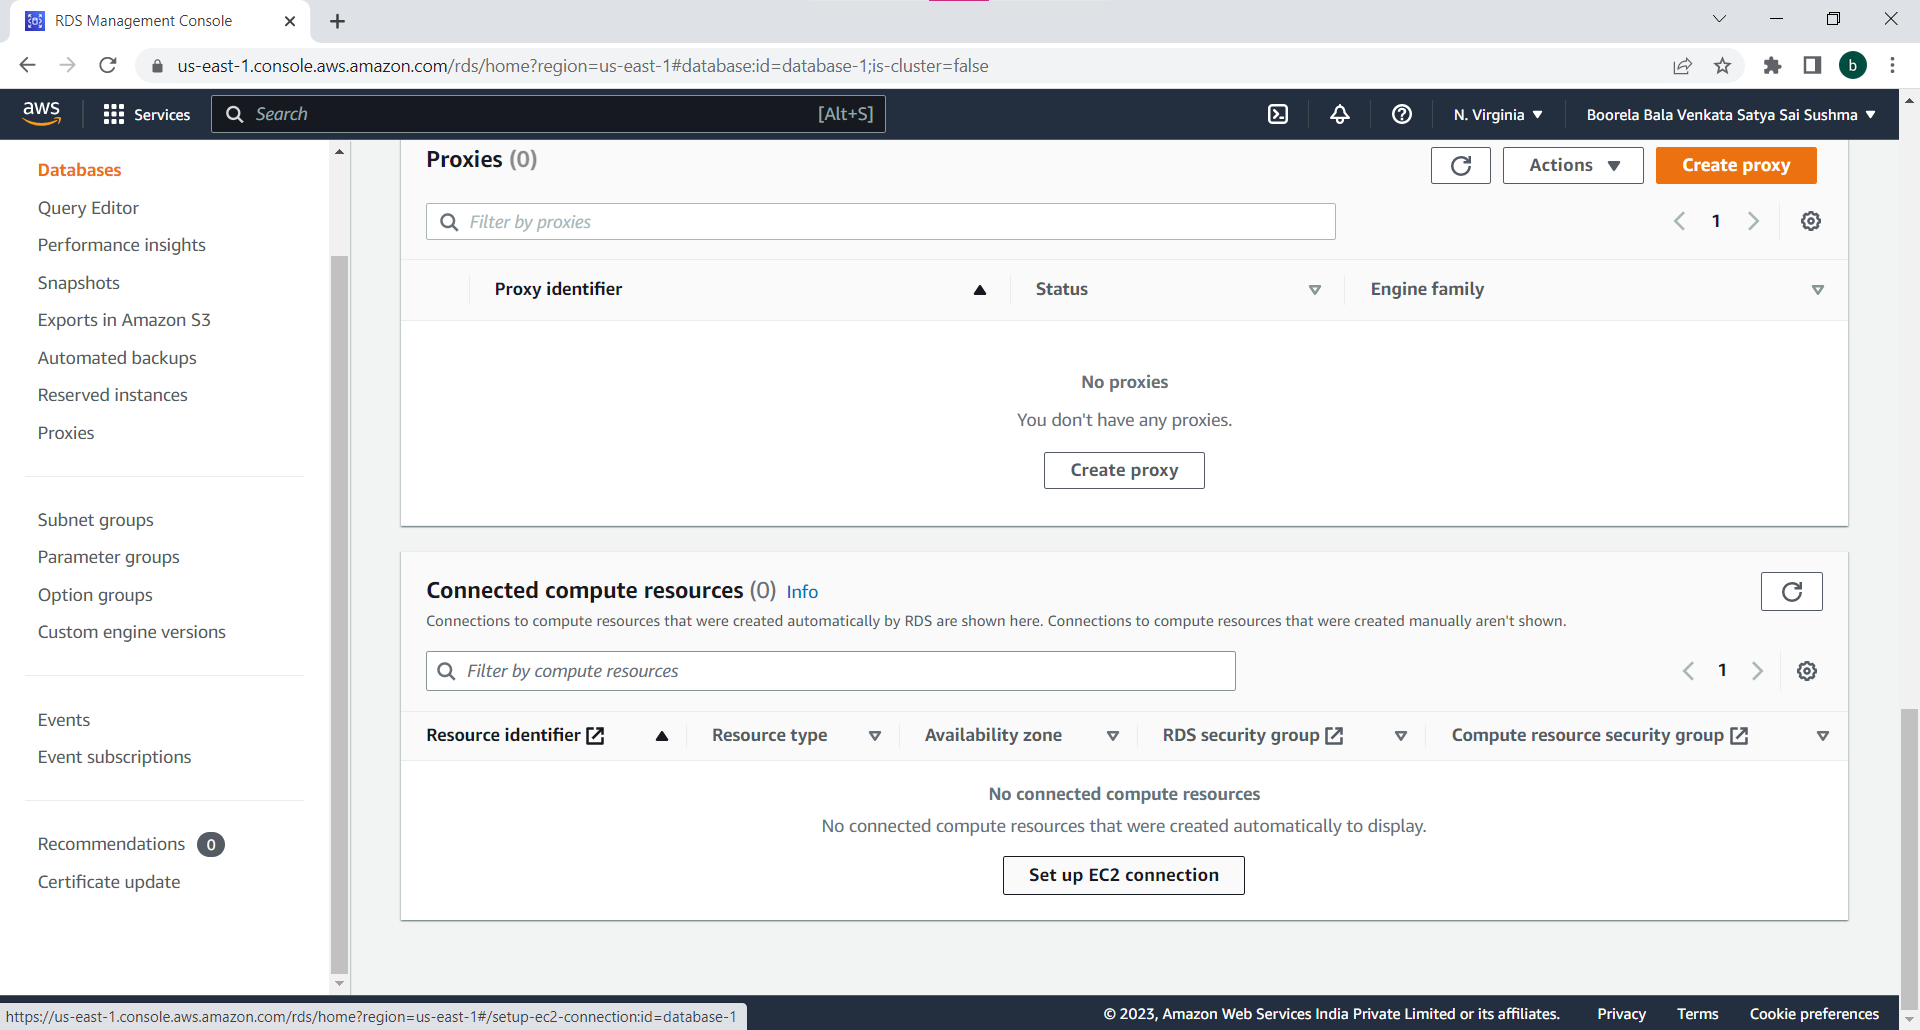 RDS Management Console
us-east-1.console.aws.amazon.com/rds/home?region=us-east-1#database:id=database-1;is-cluster=false
b
aws
Services
Search
[Alt+S]
N. Virginia
Boorela Bala Venkata Satya Sai Sushma
Databases
Query Editor
Performance insights
Snapshots
Exports in Amazon S3
Automated backups
Reserved instances
Proxies
Subnet groups
Parameter groups
Option groups
Custom engine versions
Events
Event subscriptions
Recommendations 0
Certificate update
Proxies (0)
Actions
Create proxy
Filter by proxies
1
Proxy identifier
Status
Engine family
No proxies
You don't have any proxies.
Create proxy
Connected compute resources (0) Info
Connections to compute resources that were created automatically by RDS are shown here. Connections to compute resources that were created manually aren't shown.
Filter by compute resources
1
Resource identifier
Resource type
Availability zone
RDS security group
Compute resource security group
No connected compute resources
No connected compute resources that were created automatically to display.
Set up EC2 connection
https://us-east-1.console.aws.amazon.com/rds/home?region=us-east-1#/setup-ec2-connection:id=database-1
© 2023, Amazon Web Services India Private Limited or its affiliates.
Privacy
Terms
Cookie preferences